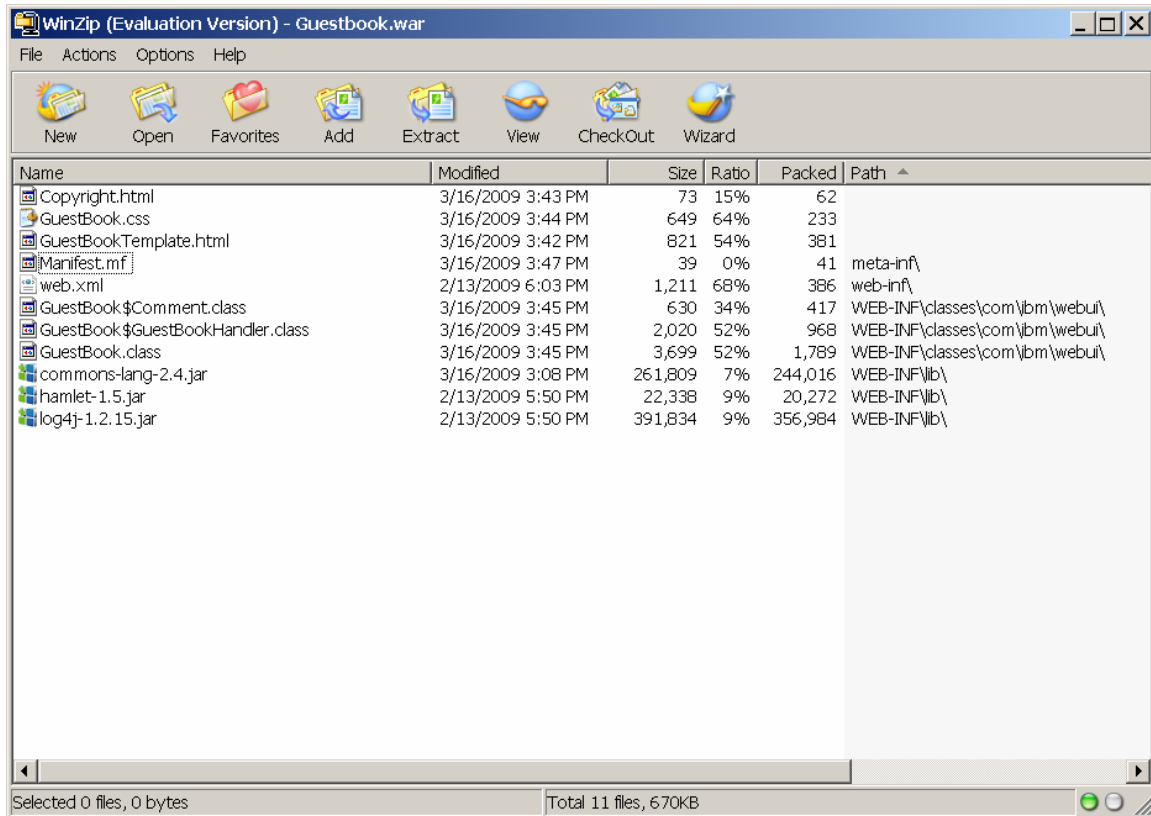 WinZip (Evaluation Version) - Guestbook.war
File Actions Options Help
New Open Favorites Add Extract View CheckOut Wizard
Name Modified Size Ratio Packed Path
Copyright.html 3/16/2009 3:43 PM 73 15% 62
GuestBook.css 3/16/2009 3:44 PM 649 64% 233
GuestBookTemplate.html 3/16/2009 3:42 PM 821 54% 381
Manifest.mf 3/16/2009 3:47 PM 39 0% 41 meta-inf\
web.xml 2/13/2009 6:03 PM 1,211 68% 386 web-inf\
GuestBook$Comment.class 3/16/2009 3:45 PM 630 34% 417 WEB-INF\classes\com\ibm\webui\
GuestBook$GuestBookHandler.class 3/16/2009 3:45 PM 2,020 52% 968 WEB-INF\classes\com\ibm\webui\
GuestBook.class 3/16/2009 3:45 PM 3,699 52% 1,789 WEB-INF\classes\com\ibm\webui\
commons-lang-2.4.jar 3/16/2009 3:08 PM 261,809 7% 244,016 WEB-INF\lib\
hamlet-1.5.jar 2/13/2009 5:50 PM 22,338 9% 20,272 WEB-INF\lib\
log4j-1.2.15.jar 2/13/2009 5:50 PM 391,834 9% 356,984 WEB-INF\lib\
Selected 0 files, 0 bytes Total 11 files, 670KB